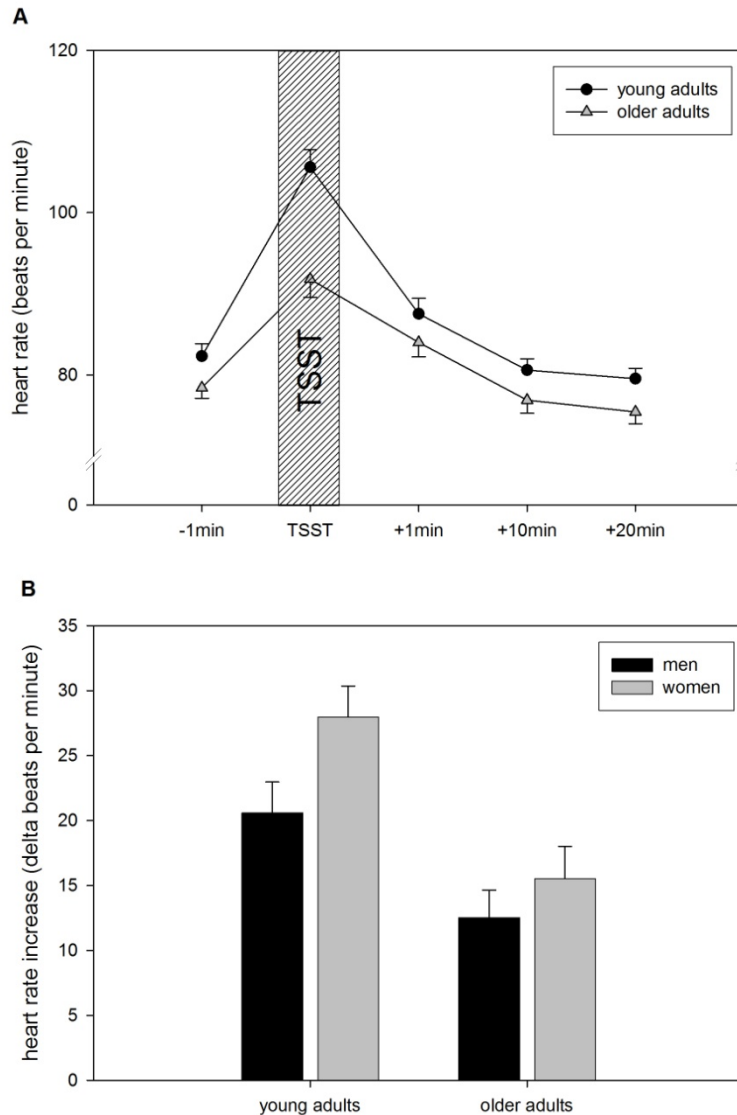 A
heart rate (beats per minute)
120
100
80
0
young adults
older adults
TSST
-1min
TSST
+1min
+10min
+20min
B
heart rate increase (delta beats per minute)
35
30
25
20
15
10
5
0
men
women
young adults
older adults